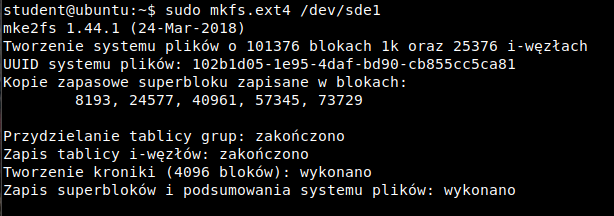 student@ubuntu:~$ sudo mkfs.ext4 /dev/sde1
mke2fs 1.44.1 (24-Mar-2018)
Tworzenie systemu plików o 101376 blokach 1k oraz 25376 i-węzłach
UUID systemu plików: 102b1d05-1e95-4daf-bd90-cb855cc5ca81
Kopie zapasowe superbloku zapisane w blokach:
        8193, 24577, 40961, 57345, 73729

Przydzielanie tablicy grup: zakończono
Zapis tablicy i-węzłów: zakończono
Tworzenie kroniki (4096 bloków): wykonano
Zapis superbloków i podsumowania systemu plików: wykonano